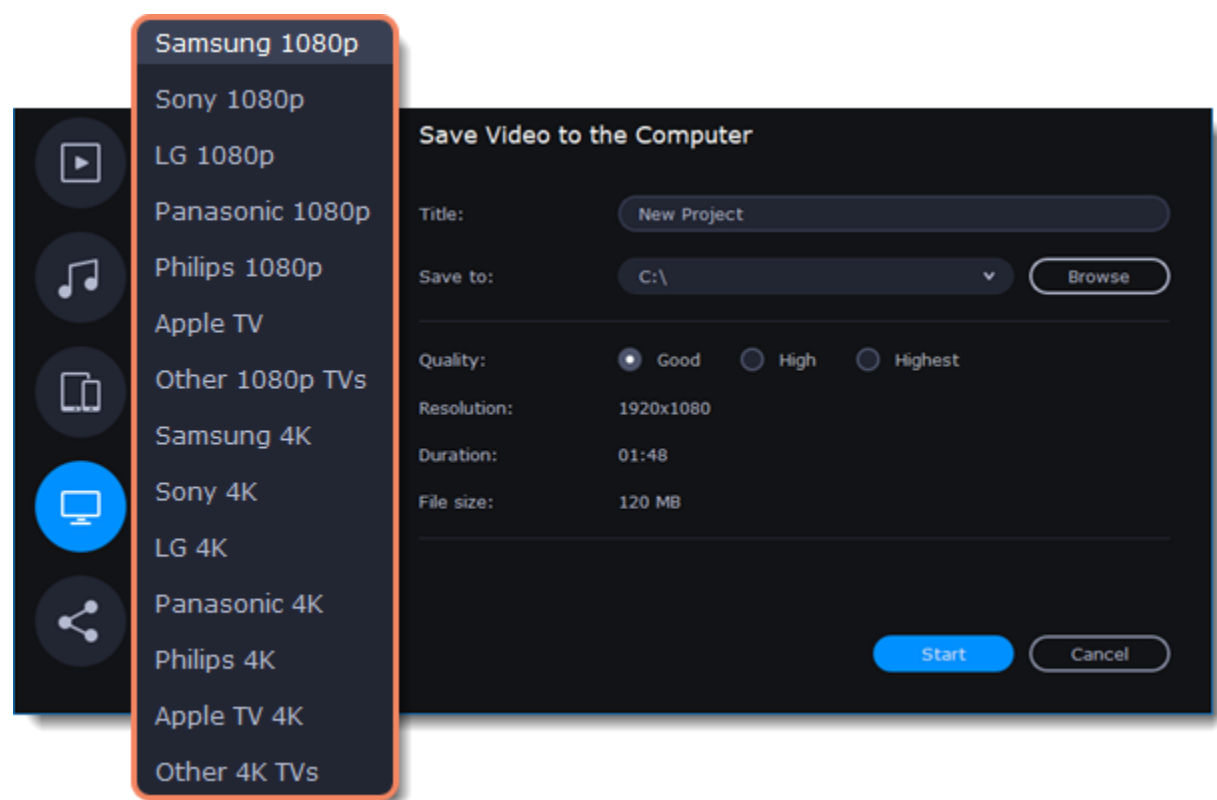 Samsung 1080p
Sony 1080p
LG 1080p
Panasonic 1080p
Philips 1080p
Apple TV
Other 1080p TVs
Samsung 4K
Sony 4K
LG 4K
Panasonic 4K
Philips 4K
Apple TV 4K
Other 4K TVs
Save Video to the Computer
Title: New Project
Save to: C:\ Browse
Quality: Good High Highest
Resolution: 1920x1080
Duration: 01:48
File size: 120 MB
Start Cancel